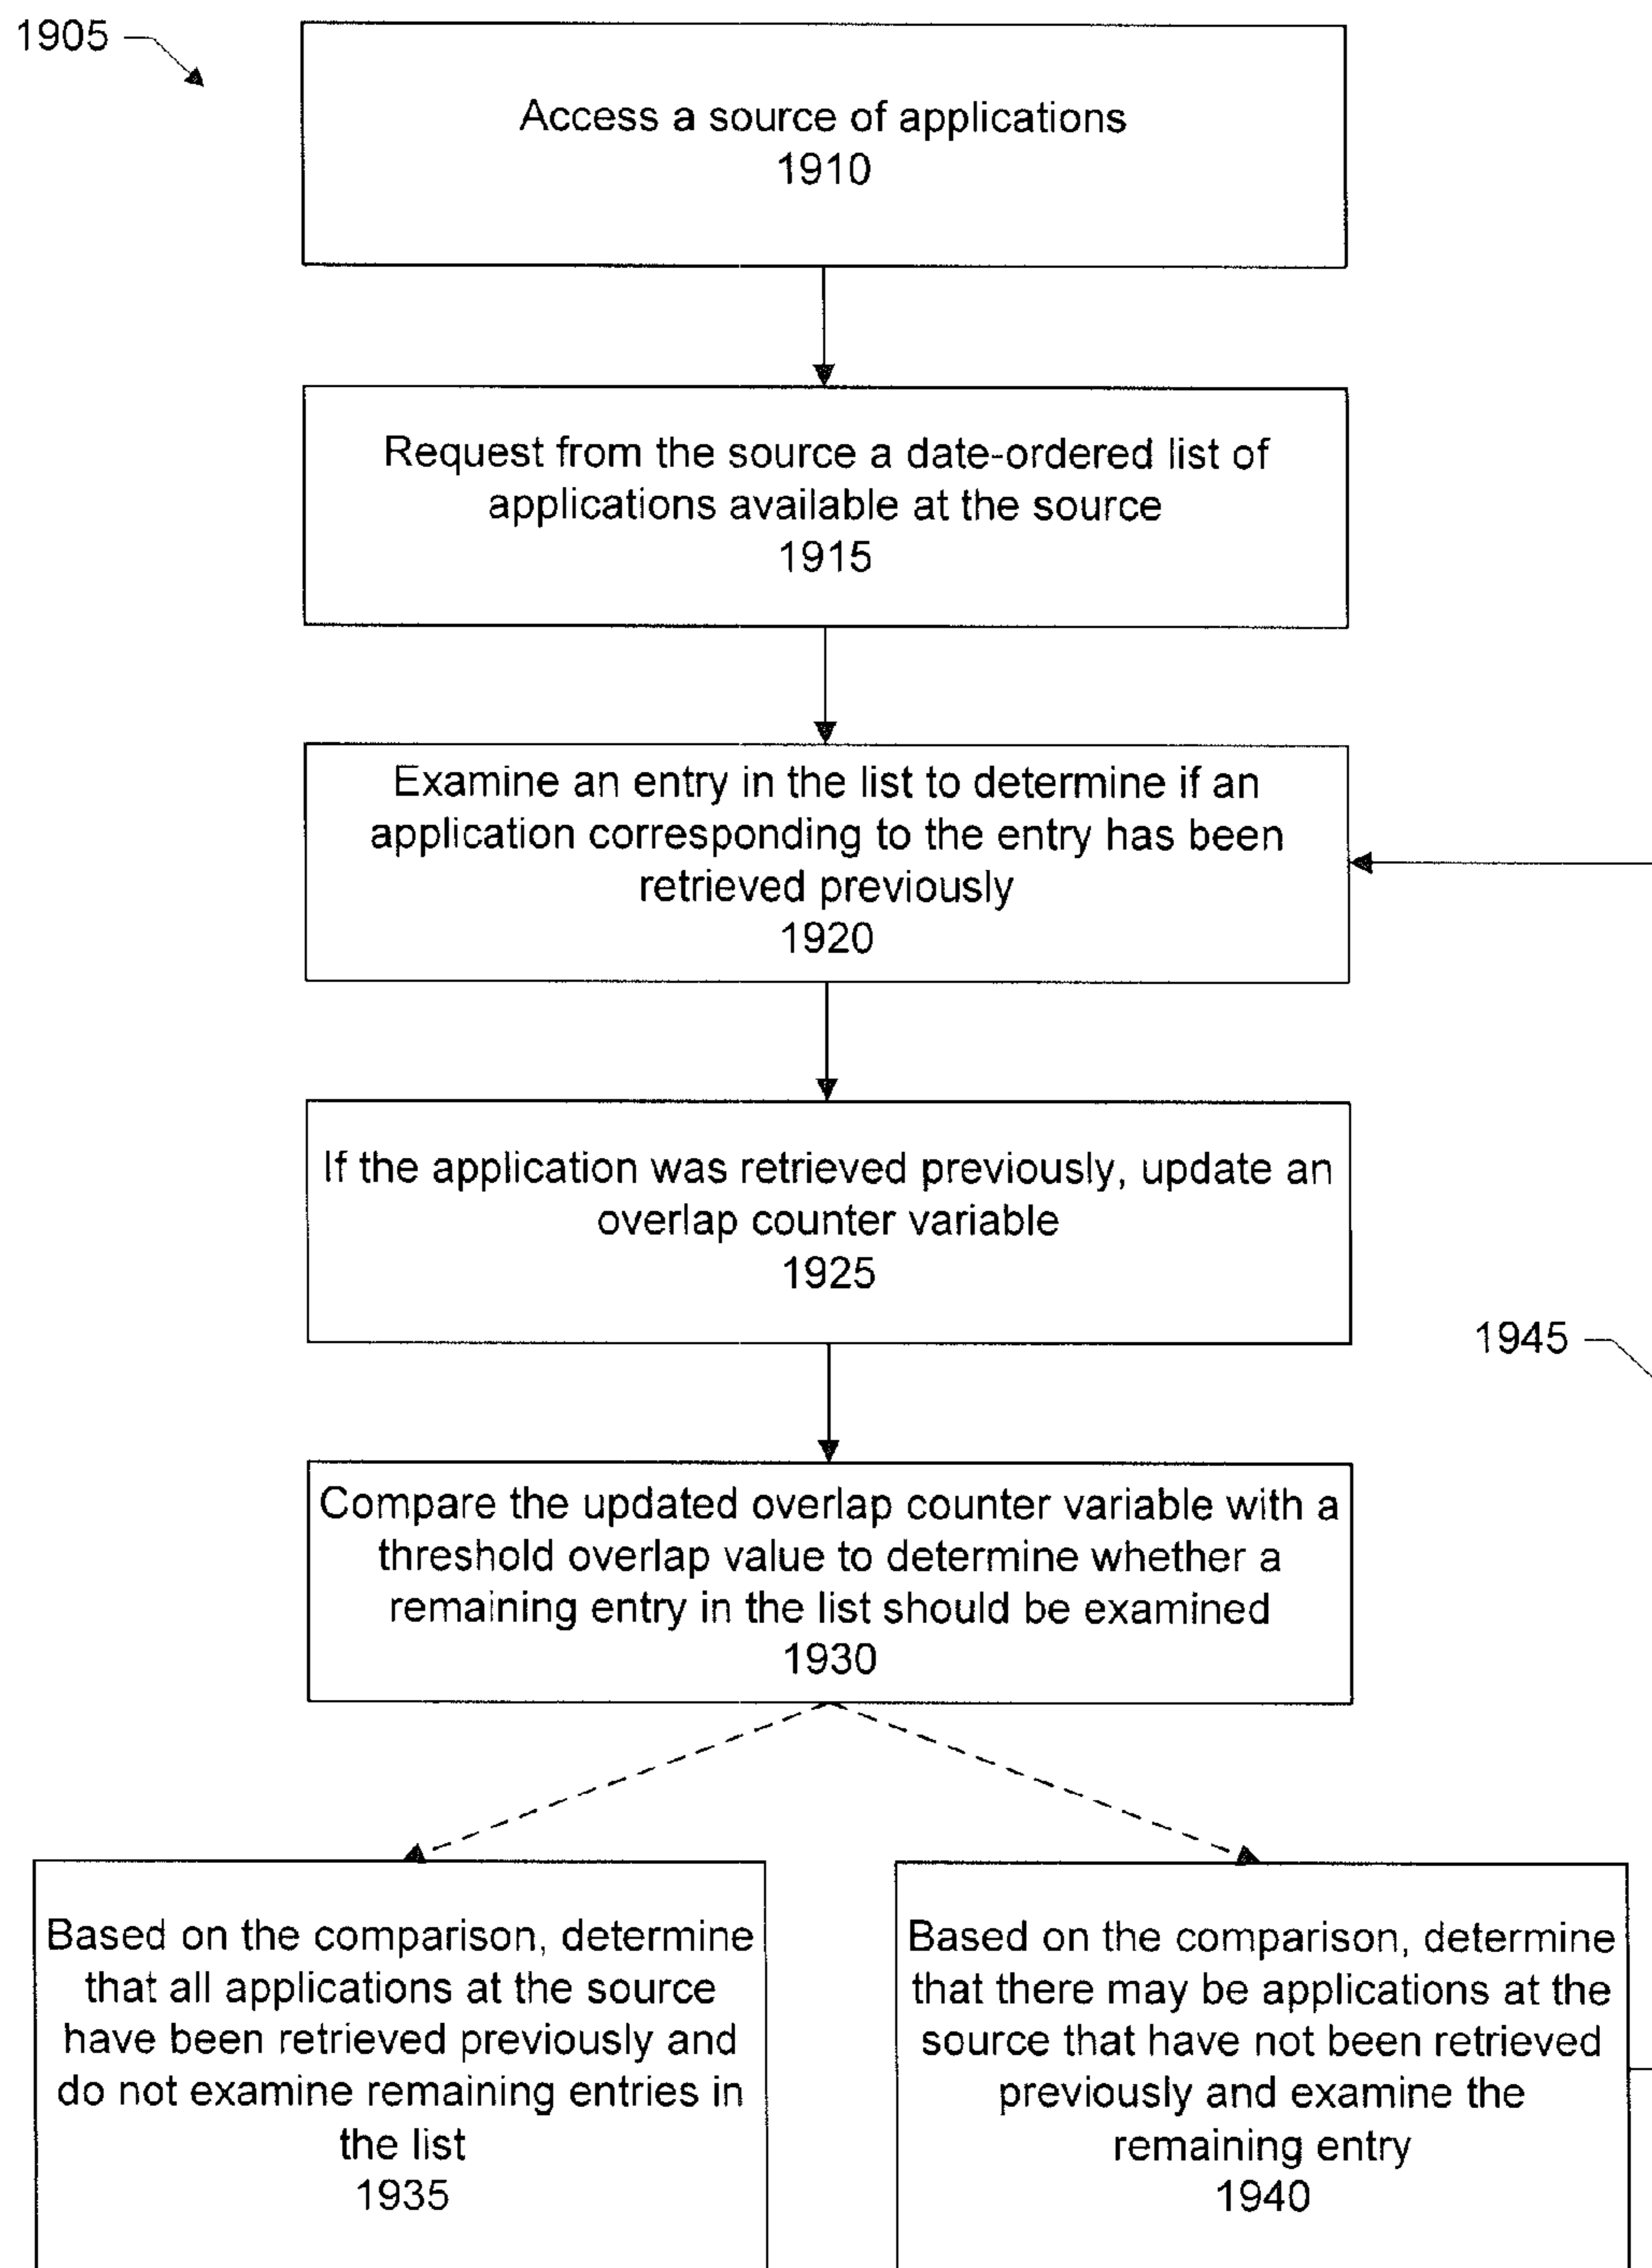 1905
Access a source of applications
1910
Request from the source a date-ordered list of
applications available at the source
1915
Examine an entry in the list to determine if an
application corresponding to the entry has been
retrieved previously
1920
If the application was retrieved previously, update an
overlap counter variable
1925
1945
Compare the updated overlap counter variable with a
threshold overlap value to determine whether a
remaining entry in the list should be examined
1930
Based on the comparison, determine
that all applications at the source
have been retrieved previously and
do not examine remaining entries in
the list
1935
Based on the comparison, determine
that there may be applications at the
source that have not been retrieved
previously and examine the
remaining entry
1940